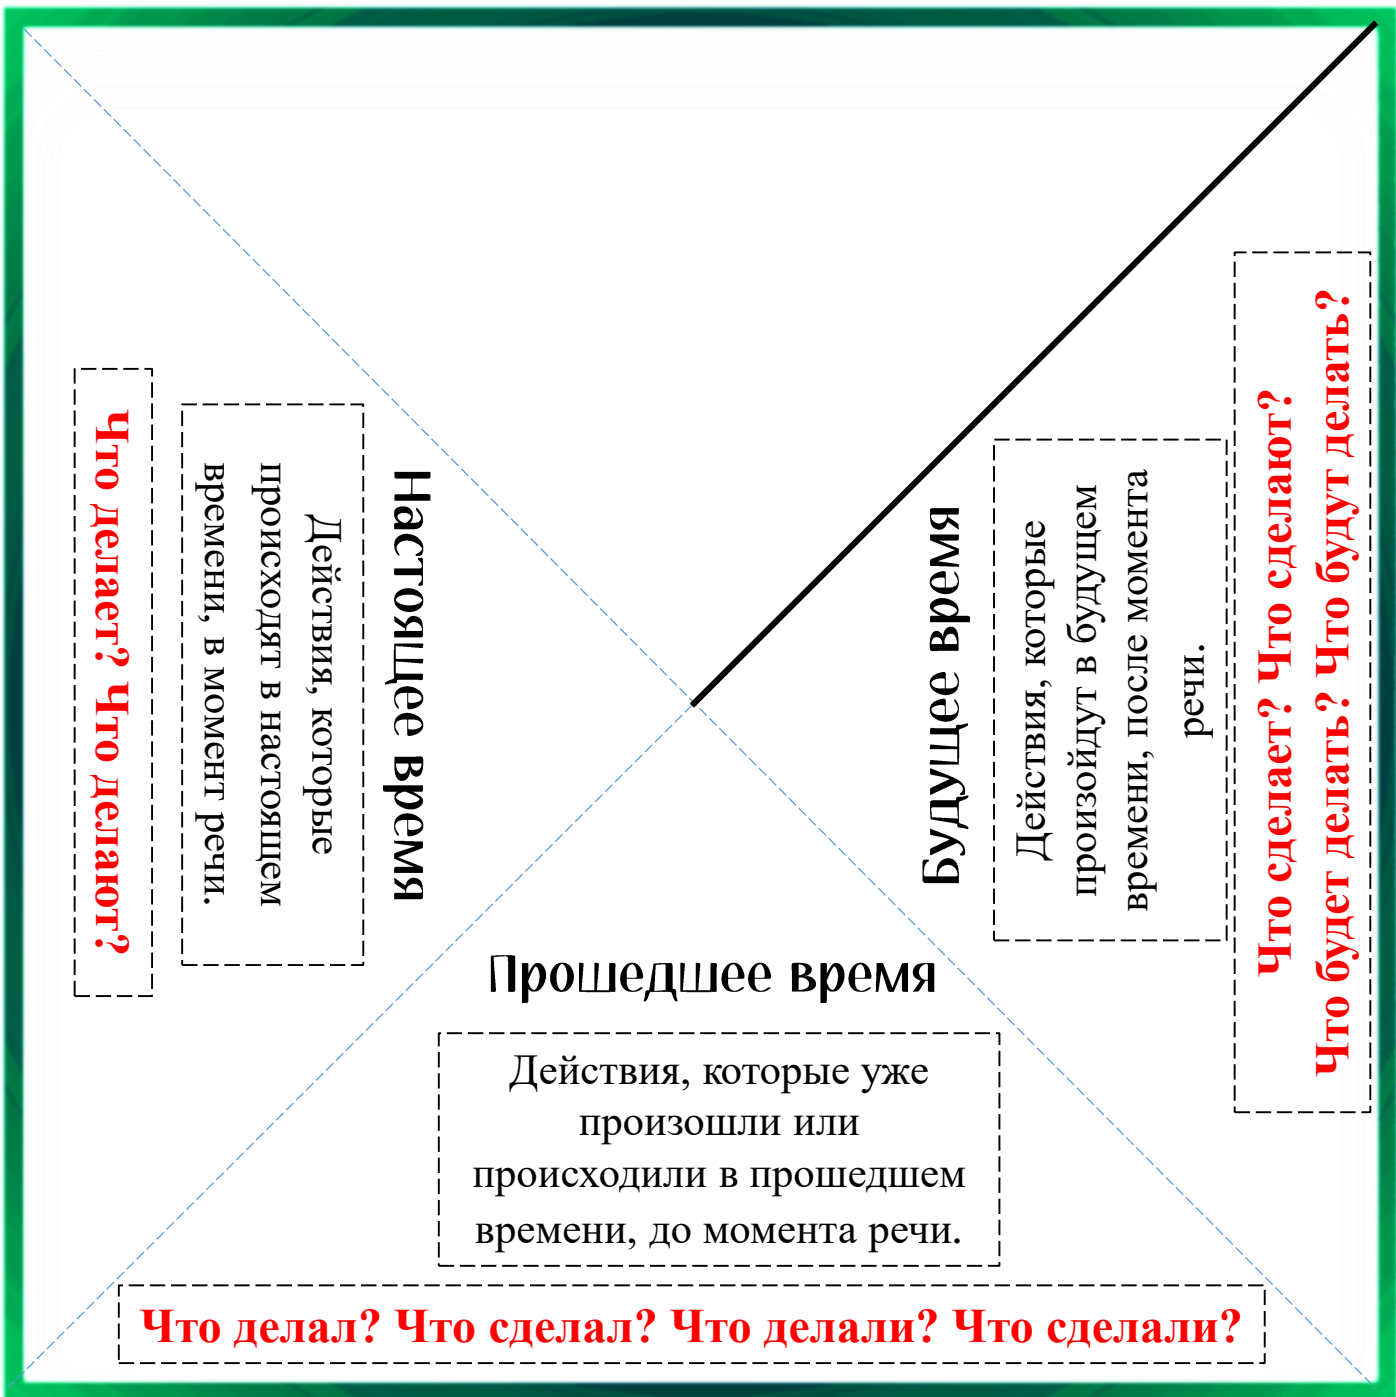 Настоящее время
Действия, которые
происходят в настоящем
времени, в момент речи.
Что делает? Что делают?
Прошедшее время
Действия, которые уже
произошли или
происходили в прошедшем
времени, до момента речи.
Что делал? Что сделал? Что делали? Что сделали?
Будущее время
Действия, которые
произойдут в будущем
времени, после момента
речи.
Что сделает? Что сделают?
Что будет делать? Что будут делать?